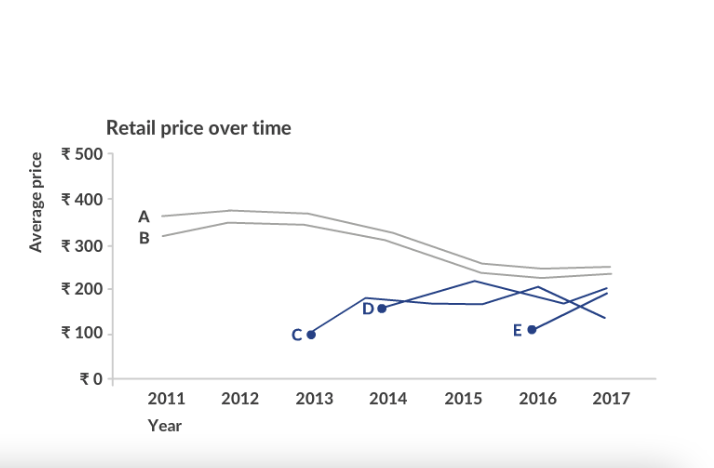 Retail price over time
Average price
₹ 500
₹ 400
₹ 300
₹ 200
₹ 100
₹ 0
A
B
C
D
E
2011 2012 2013 2014 2015 2016 2017
Year